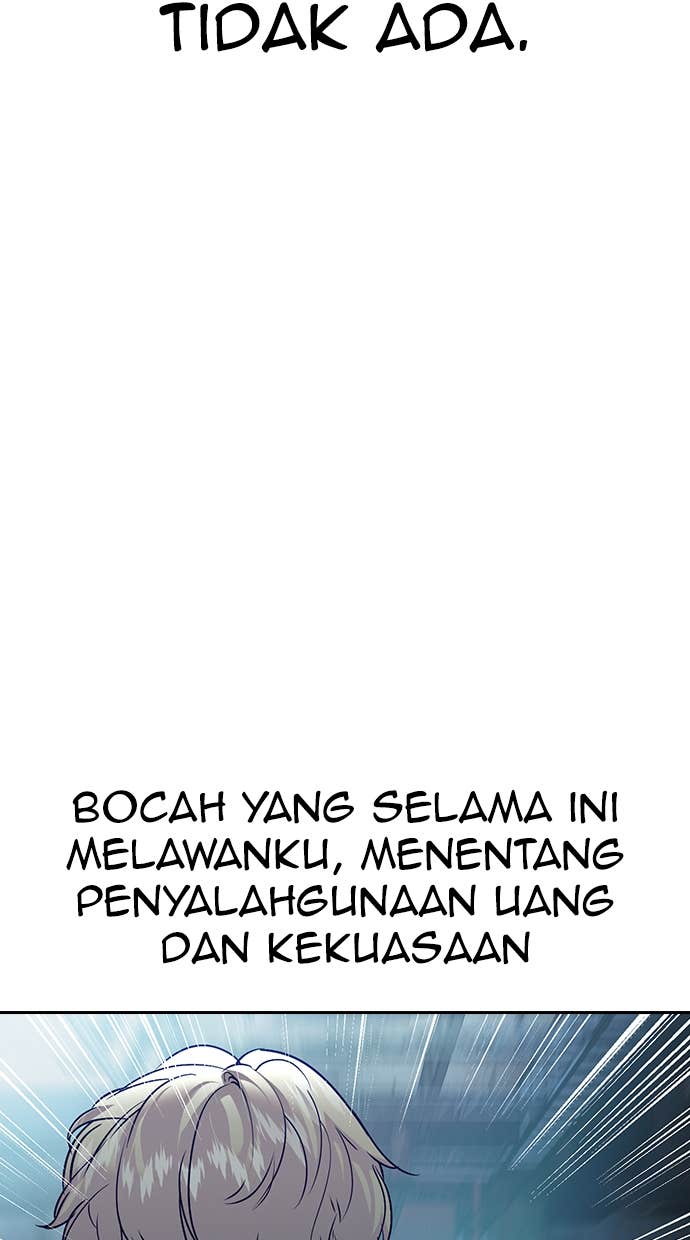 TIDAK ADA.
BOCAH YANG SELAMA INI
MELAWANKU, MENENTANG
PENYALAHGUNAAN UANG
DAN KEKUASAAN